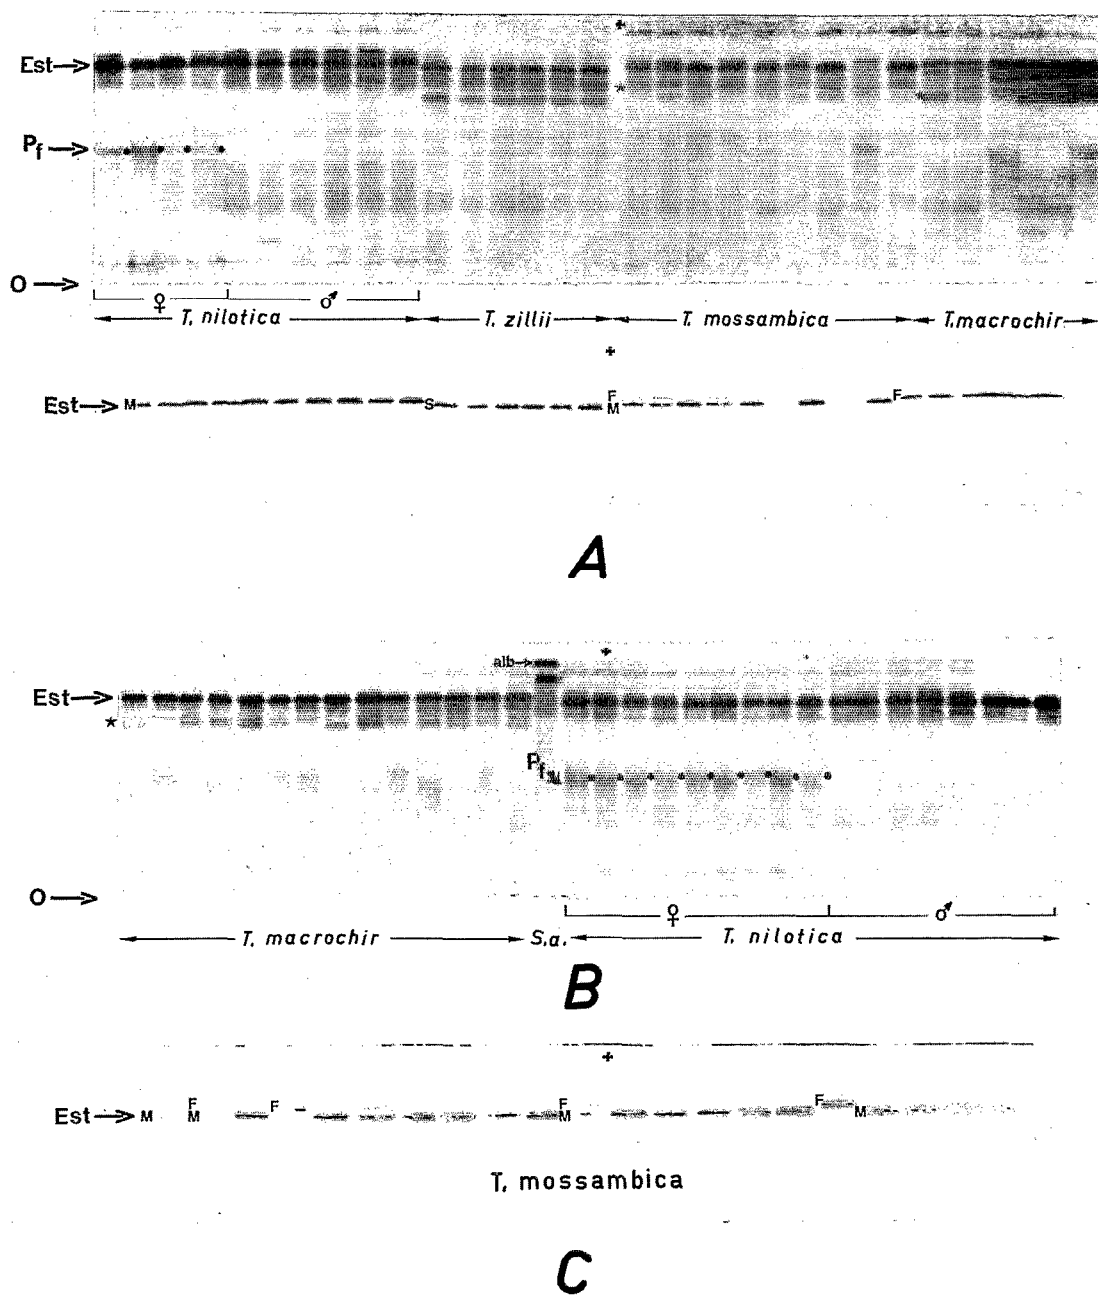 +
Est→
*
*
Pf→
O→
♀ ♂
T. nilotica T. zillii T. mossambica T.macrochir
+
Est→ M S F M F
A
alb→ +
Est→
*
Pf
O→
♀ ♂
T. macrochir S.a. T. nilotica
B
+
Est→ M F M F – F M F M
T. mossambica
C